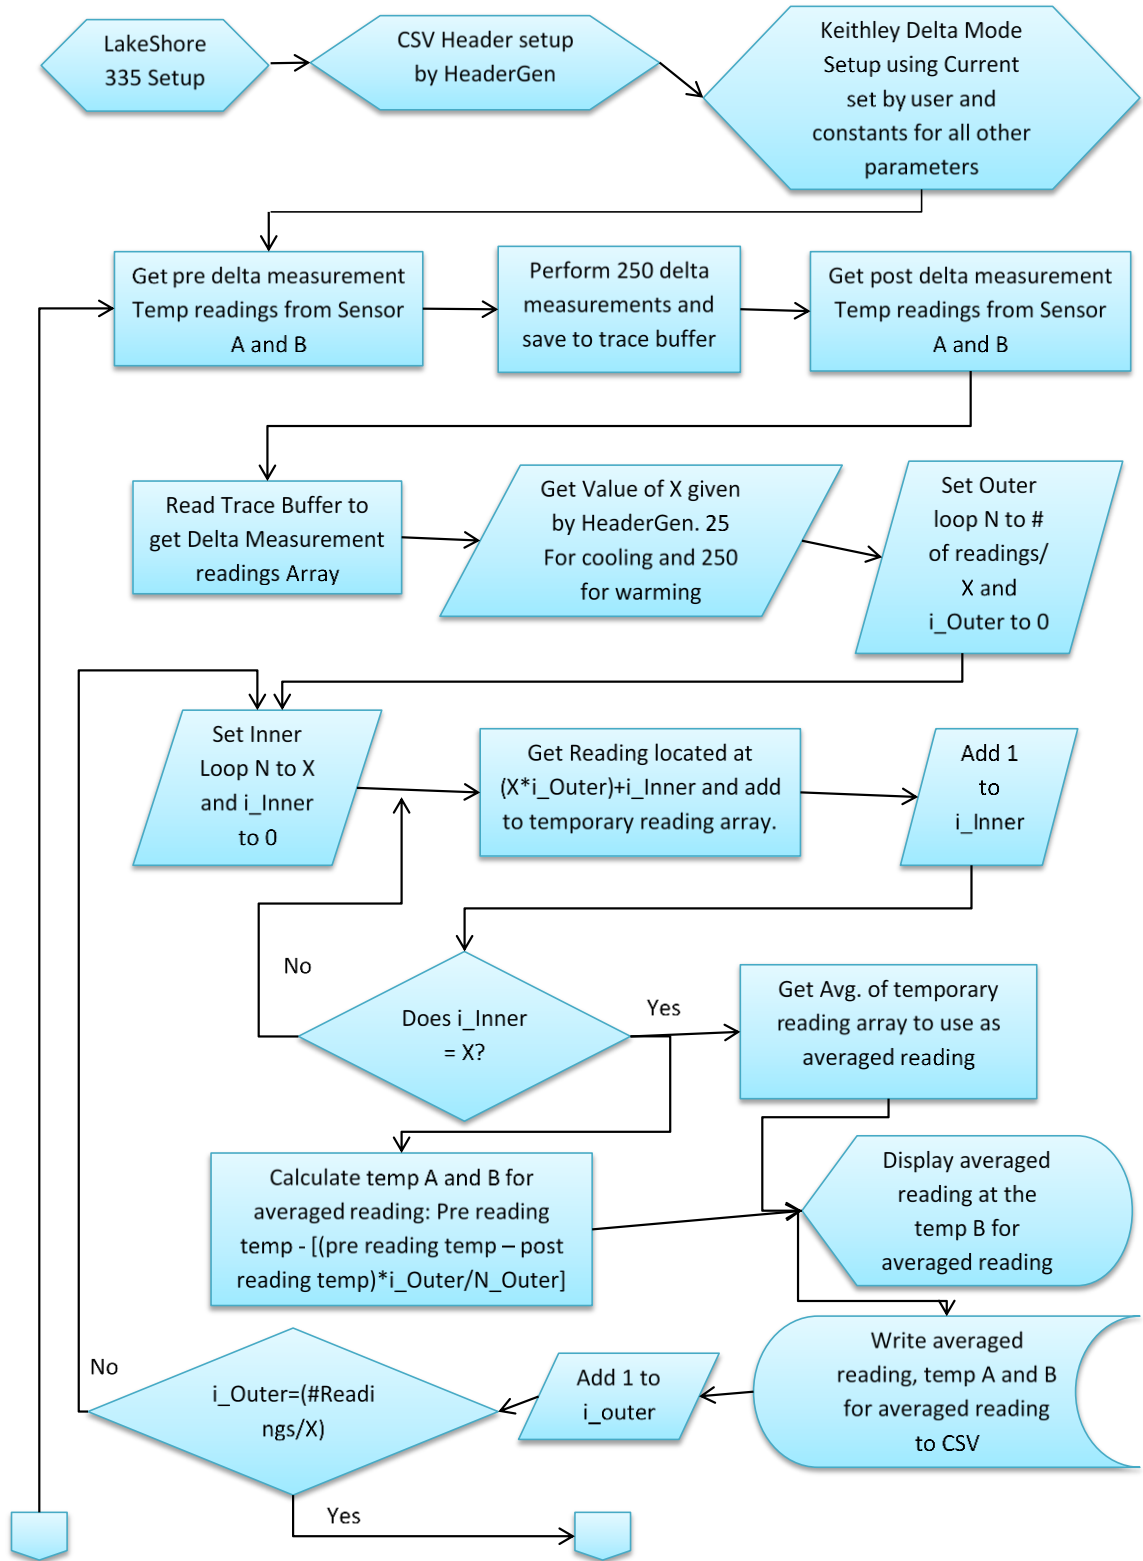 LakeShore
335 Setup
CSV Header setup
by HeaderGen
Keithley Delta Mode
Setup using Current
set by user and
constants for all other
parameters
Get pre delta measurement
Temp readings from Sensor
A and B
Perform 250 delta
measurements and
save to trace buffer
Get post delta measurement
Temp readings from Sensor
A and B
Read Trace Buffer to
get Delta Measurement
readings Array
Get Value of X given
by HeaderGen. 25
For cooling and 250
for warming
Set Outer
loop N to #
of readings/
X and
i_Outer to 0
Set Inner
Loop N to X
and i_Inner
to 0
Get Reading located at
(X*i_Outer)+i_Inner and add
to temporary reading array.
Add 1
to
i_Inner
No
Does i_Inner
= X?
Yes
Get Avg. of temporary
reading array to use as
averaged reading
Calculate temp A and B for
averaged reading: Pre reading
temp - [(pre reading temp – post
reading temp)*i_Outer/N_Outer]
Display averaged
reading at the
temp B for
averaged reading
No
i_Outer=(#Readi
ngs/X)
Add 1 to
i_outer
Write averaged
reading, temp A and B
for averaged reading
to CSV
Yes